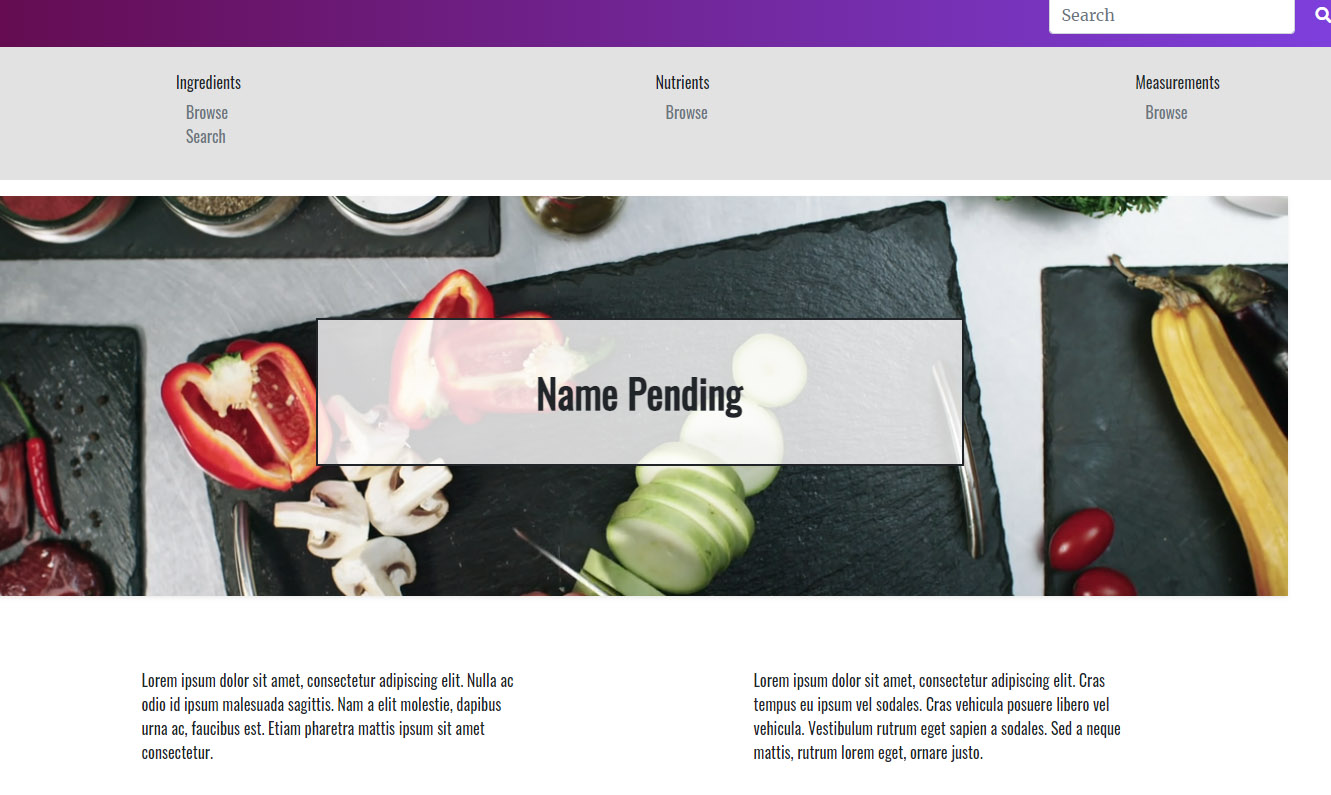 Search
Ingredients
Browse
Search
Nutrients
Browse
Measurements
Browse
Name Pending
Lorem ipsum dolor sit amet, consectetur adipiscing elit. Nulla ac
odio id ipsum malesuada sagittis. Nam a elit molestie, dapibus
urna ac, faucibus est. Etiam pharetra mattis ipsum sit amet
consectetur.
Lorem ipsum dolor sit amet, consectetur adipiscing elit. Cras
tempus eu ipsum vel sodales. Cras vehicula posuere libero vel
vehicula. Vestibulum rutrum eget sapien a sodales. Sed a neque
mattis, rutrum lorem eget, ornare justo.